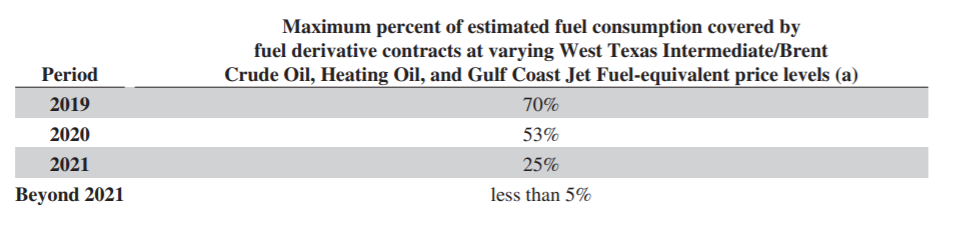 Maximum percent of estimated fuel consumption covered by
fuel derivative contracts at varying West Texas Intermediate/Brent
Period Crude Oil, Heating Oil, and Gulf Coast Jet Fuel-equivalent price levels (a)
2019 70%
2020 53%
2021 25%
Beyond 2021 less than 5%